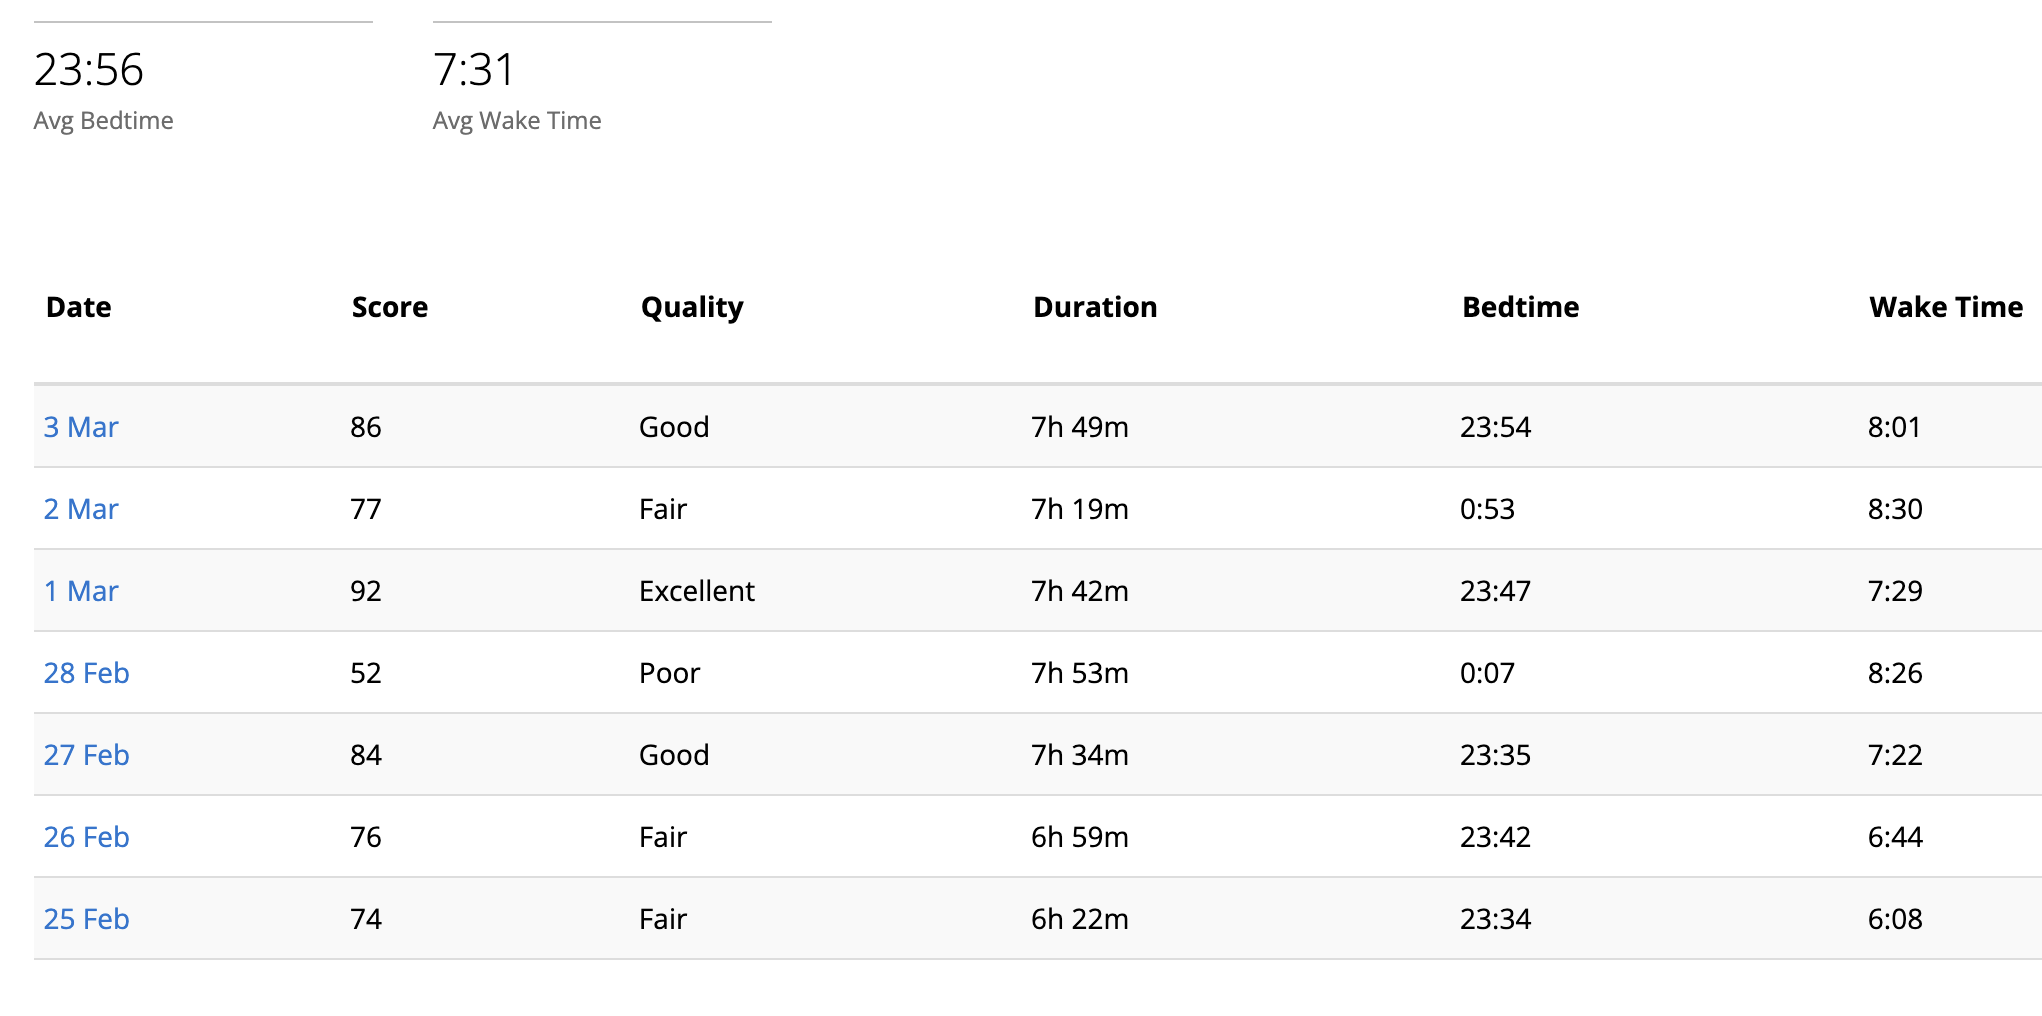 23:56 7:31
Avg Bedtime Avg Wake Time
Date Score Quality Duration Bedtime Wake Time
3 Mar 86 Good 7h 49m 23:54 8:01
2 Mar 77 Fair 7h 19m 0:53 8:30
1 Mar 92 Excellent 7h 42m 23:47 7:29
28 Feb 52 Poor 7h 53m 0:07 8:26
27 Feb 84 Good 7h 34m 23:35 7:22
26 Feb 76 Fair 6h 59m 23:42 6:44
25 Feb 74 Fair 6h 22m 23:34 6:08